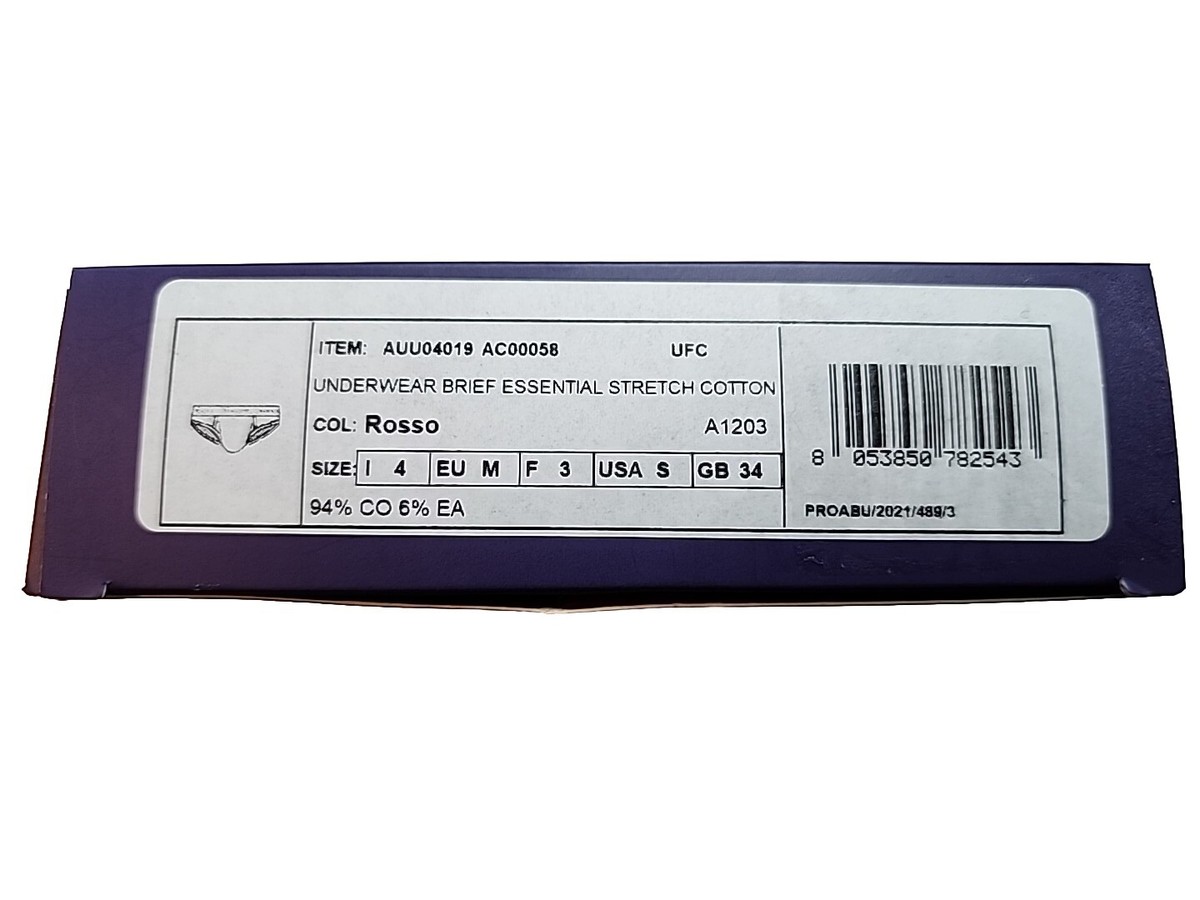 ITEM: AUU04019 AC00058 UFC
UNDERWEAR BRIEF ESSENTIAL STRETCH COTTON
COL: Rosso A1203
SIZE: I 4 EU M F 3 USA S GB 34
94% CO 6% EA
8 053850 782543
PROABU/2021/489/3